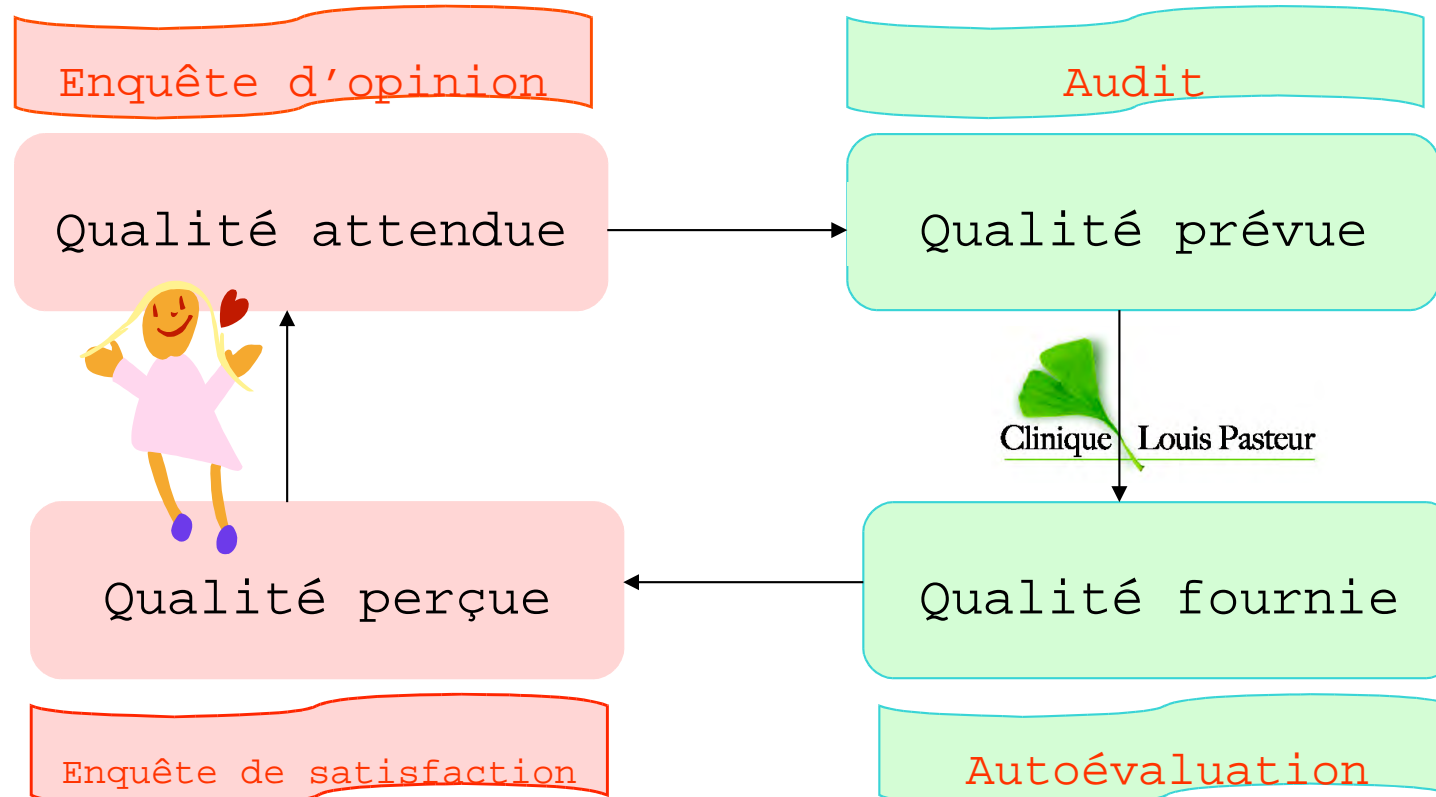 Enquête d’opinion
Audit
Qualité attendue
Qualité prévue
Clinique Louis Pasteur
Qualité perçue
Qualité fournie
Enquête de satisfaction
Autoévaluation